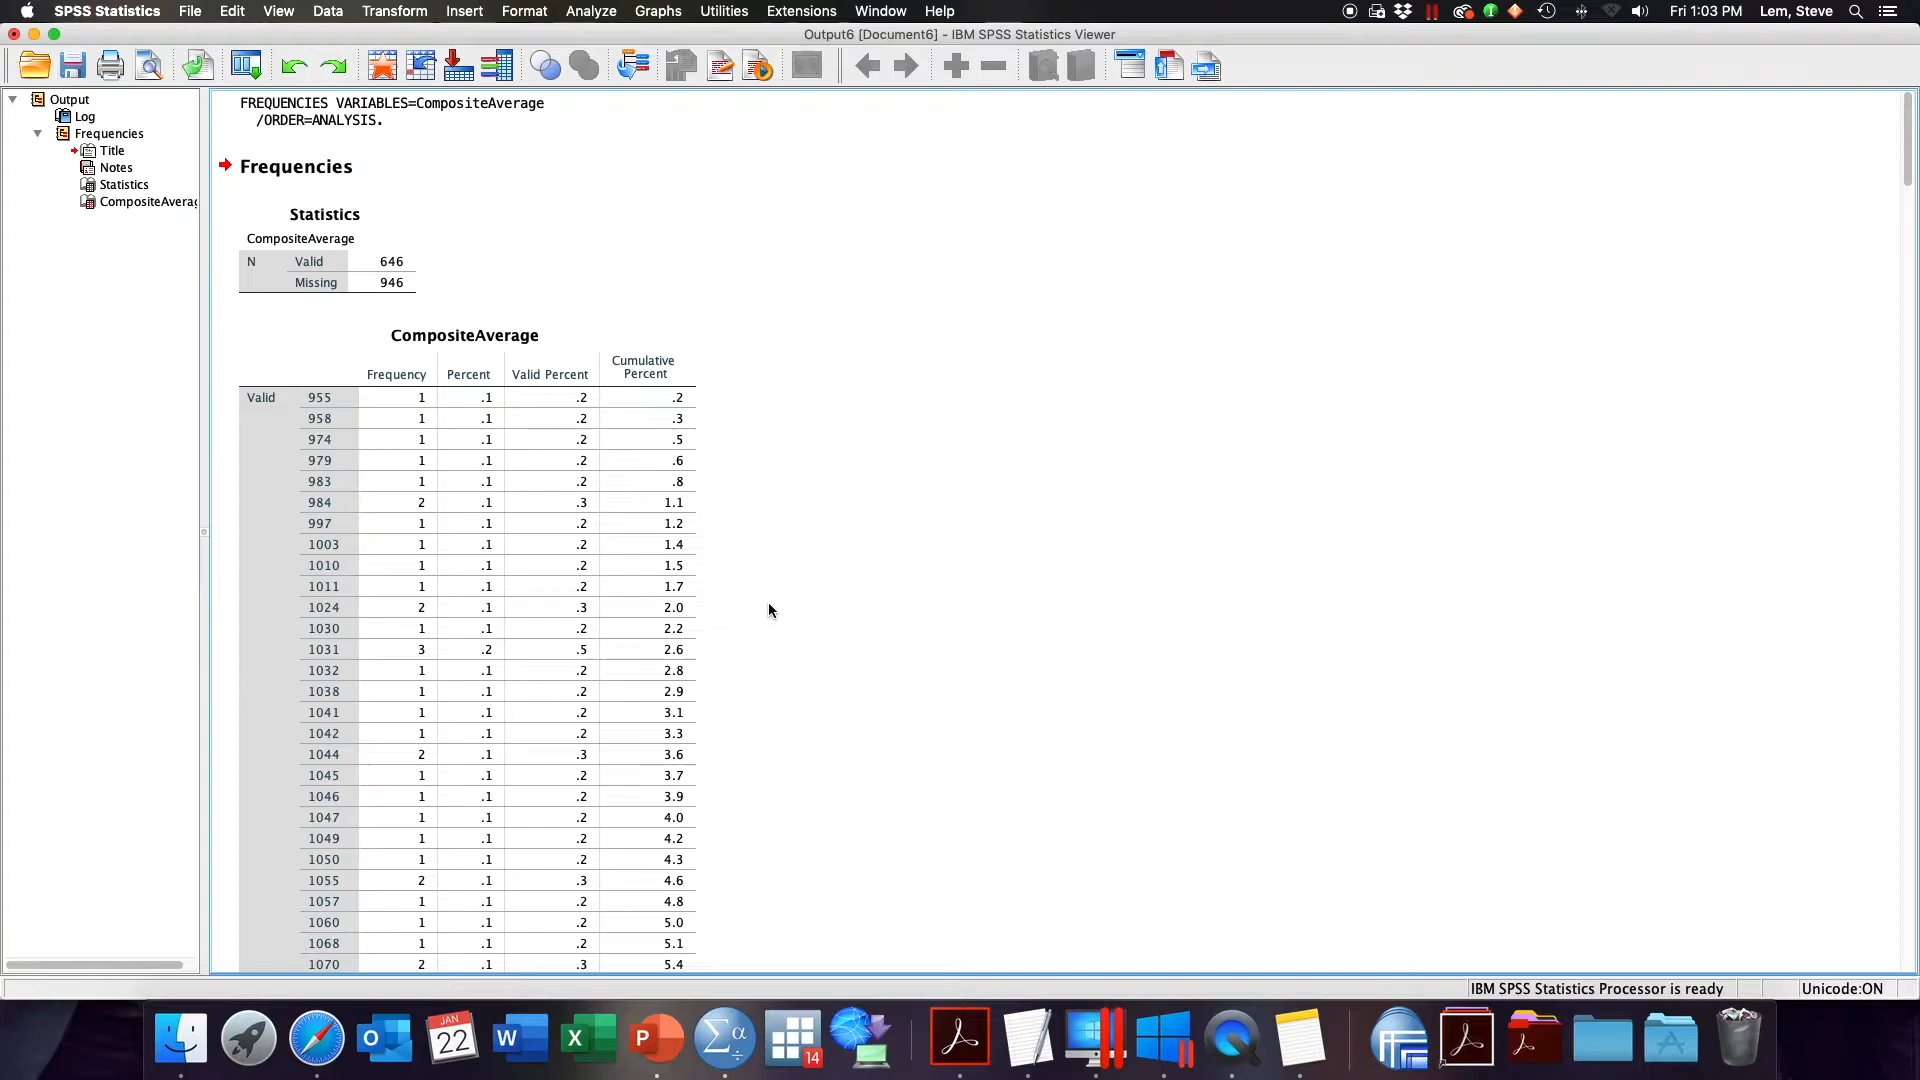 SPSS Statistics File Edit View Data Transform Insert Format Analyze Graphs Utilities Extensions Window Help Fri 1:03 PM Lem, Steve
Output6 [Document6] - IBM SPSS Statistics Viewer
Output
Log
Frequencies
Title
Notes
Statistics
CompositeAverag
FREQUENCIES VARIABLES=CompositeAverage
/ORDER=ANALYSIS.
Frequencies
Statistics
CompositeAverage
N Valid 646
Missing 946
CompositeAverage
Frequency Percent Valid Percent Cumulative Percent
Valid 955 1 .1 .2 .2
958 1 .1 .2 .3
974 1 .1 .2 .5
979 1 .1 .2 .6
983 1 .1 .2 .8
984 2 .1 .3 1.1
997 1 .1 .2 1.2
1003 1 .1 .2 1.4
1010 1 .1 .2 1.5
1011 1 .1 .2 1.7
1024 2 .1 .3 2.0
1030 1 .1 .2 2.2
1031 3 .2 .5 2.6
1032 1 .1 .2 2.8
1038 1 .1 .2 2.9
1041 1 .1 .2 3.1
1042 1 .1 .2 3.3
1044 2 .1 .3 3.6
1045 1 .1 .2 3.7
1046 1 .1 .2 3.9
1047 1 .1 .2 4.0
1049 1 .1 .2 4.2
1050 1 .1 .2 4.3
1055 2 .1 .3 4.6
1057 1 .1 .2 4.8
1060 1 .1 .2 5.0
1068 1 .1 .2 5.1
1070 2 .1 .3 5.4
IBM SPSS Statistics Processor is ready Unicode:ON
JAN
22
W
X
P
Σα
14